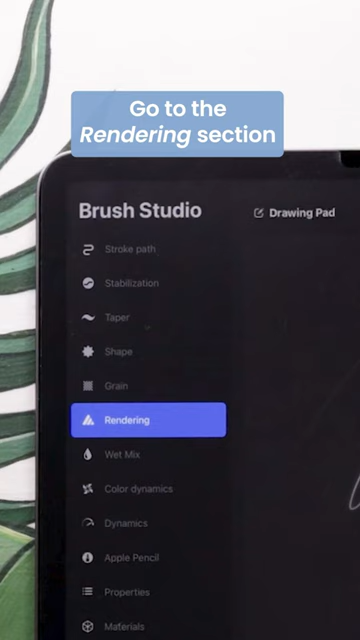 Go to the
Rendering section
Brush Studio
Drawing Pad
Stroke path
Stabilization
Taper
Shape
Grain
Rendering
Wet Mix
Color dynamics
Dynamics
Apple Pencil
Properties
Materials